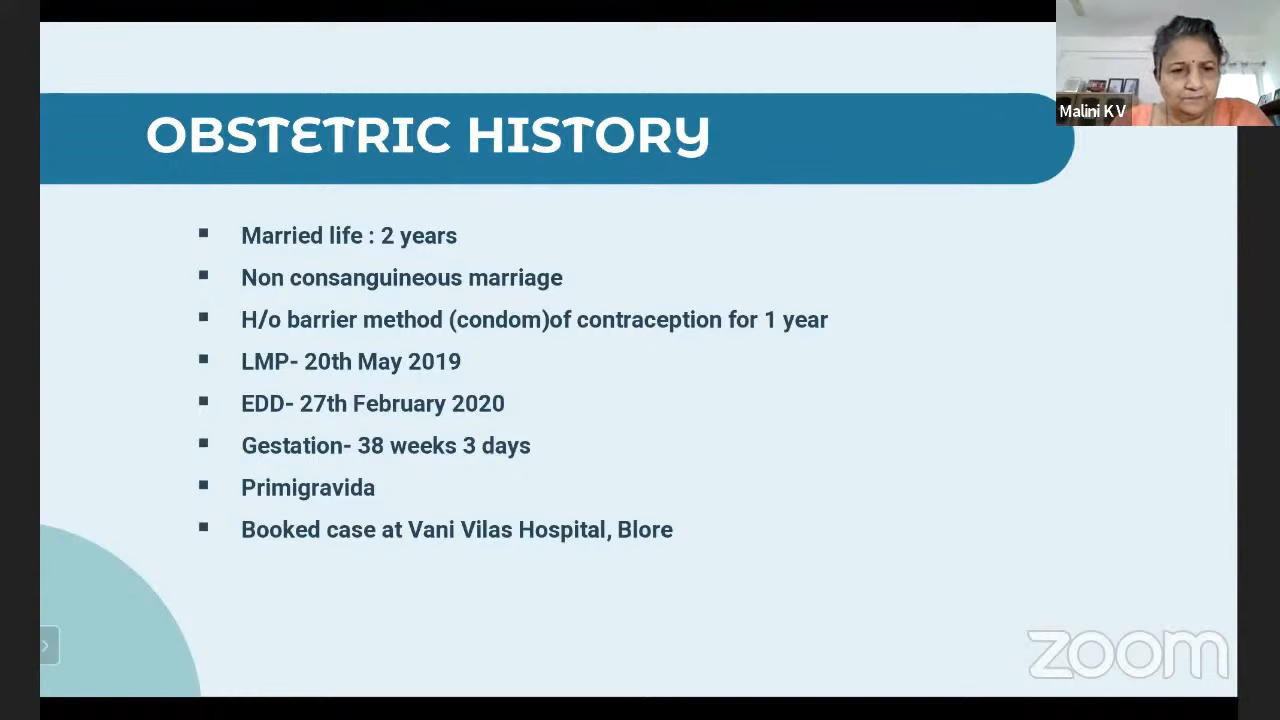 Malini K V
OBSTETRIC HISTORY
Married life : 2 years
Non consanguineous marriage
H/o barrier method (condom)of contraception for 1 year
LMP- 20th May 2019
EDD- 27th February 2020
Gestation- 38 weeks 3 days
Primigravida
Booked case at Vani Vilas Hospital, Blore
zoom